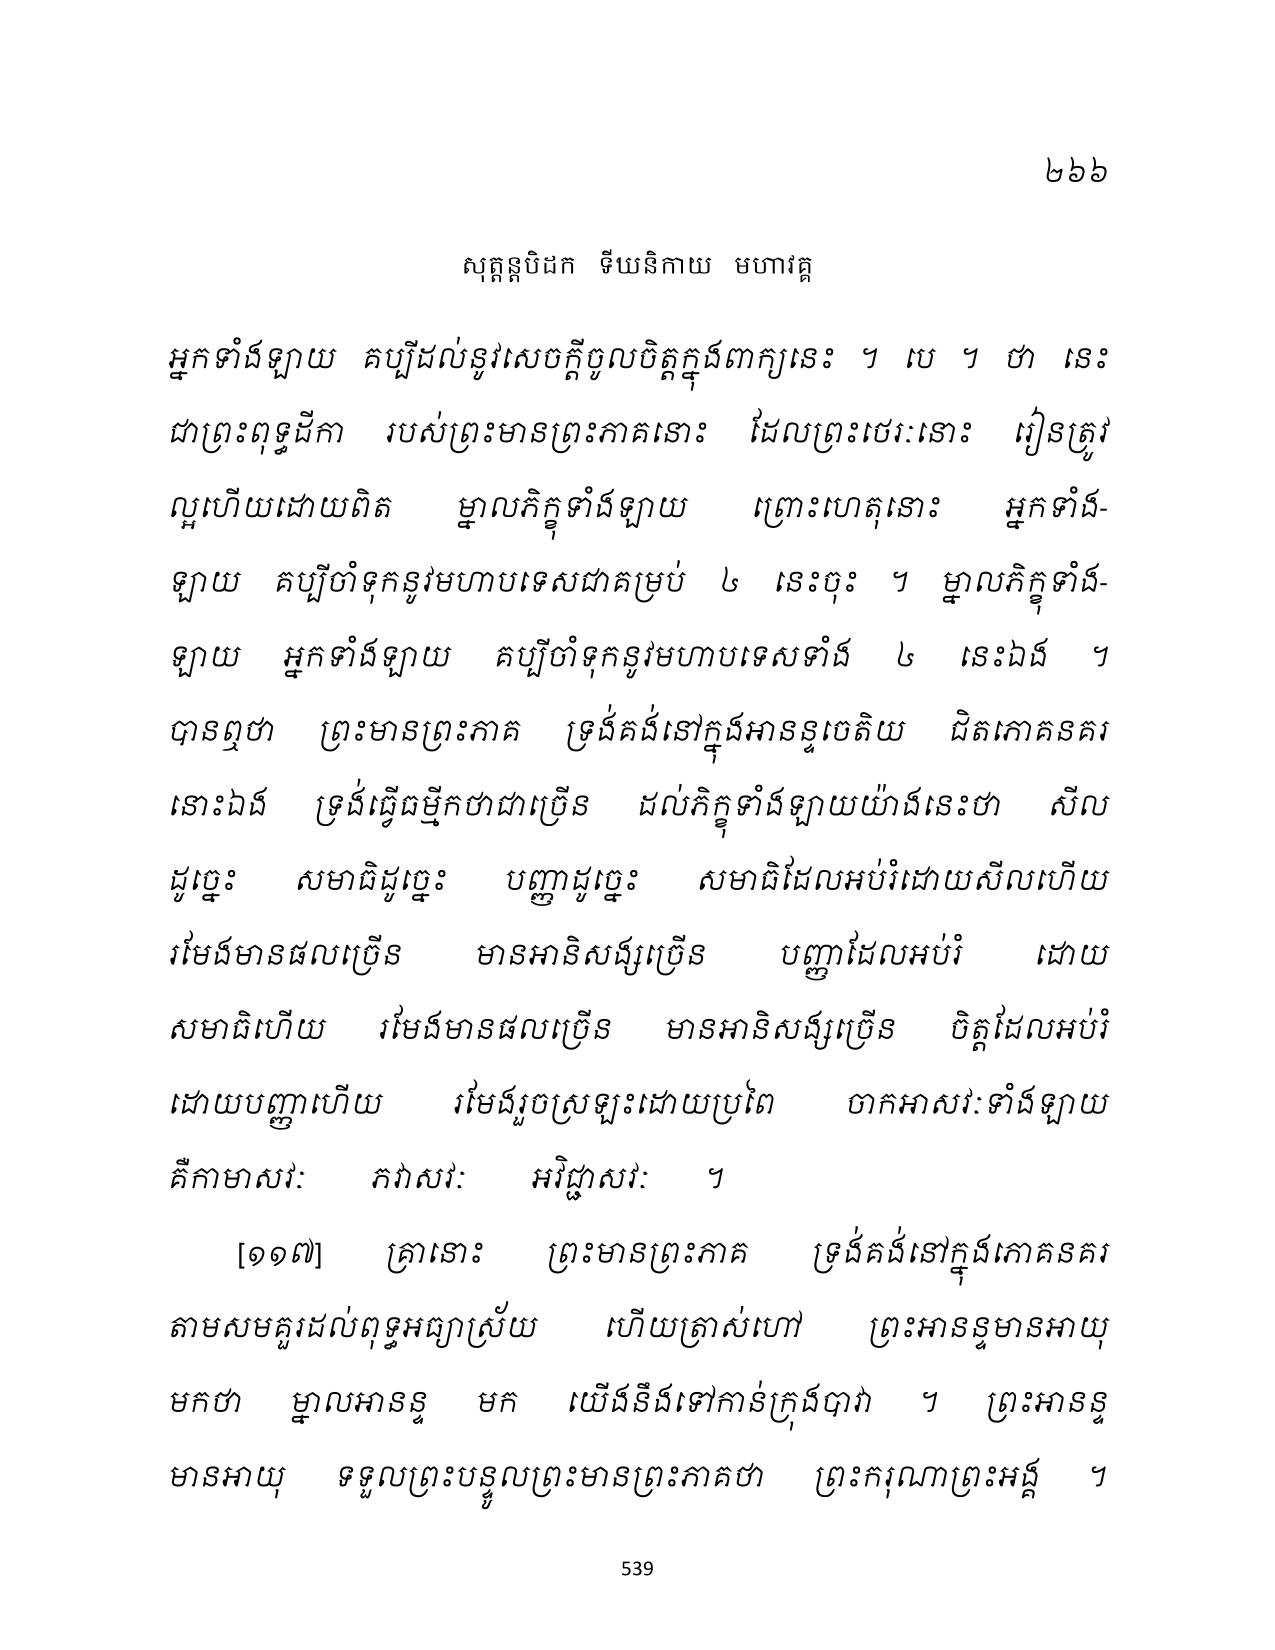 ២៦៦
សុត្តន្តបិដក ទីឃនិកាយ មហាវគ្គ
អ្នកទាំងឡាយ គប្បីដល់នូវសេចក្តីចូលចិត្តក្នុងពាក្យនេះ ។ បេ ។ ថា នេះ
ជាព្រះពុទ្ធដីកា របស់ព្រះមានព្រះភាគនោះ ដែលព្រះថេរៈនោះ រៀនត្រូវ
ល្អហើយដោយពិត ម្នាលភិក្ខុទាំងឡាយ ព្រោះហេតុនោះ អ្នកទាំង-
ឡាយ គប្បីចាំទុកនូវមហាបទេសជាគម្រប់ ៤ នេះចុះ ។ ម្នាលភិក្ខុទាំង-
ឡាយ អ្នកទាំងឡាយ គប្បីចាំទុកនូវមហាបទេសទាំង ៤ នេះឯង ។
បានឮថា ព្រះមានព្រះភាគ ទ្រង់គង់នៅក្នុងអានន្ទចេតិយ ជិតភោគនគរ
នោះឯង ទ្រង់ធ្វើធម្មីកថាជាច្រើន ដល់ភិក្ខុទាំងឡាយយ៉ាងនេះថា សីល
ដូច្នេះ សមាធិដូច្នេះ បញ្ញាដូច្នេះ សមាធិដែលអប់រំដោយសីលហើយ
រមែងមានផលច្រើន មានអានិសង្សច្រើន បញ្ញាដែលអប់រំ ដោយ
សមាធិហើយ រមែងមានផលច្រើន មានអានិសង្សច្រើន ចិត្តដែលអប់រំ
ដោយបញ្ញាហើយ រមែងរួចស្រឡះដោយប្រពៃ ចាកអាសវៈទាំងឡាយ
គឺកាមាសវៈ ភវាសវៈ អវិជ្ជាសវៈ ។
[១១៧] គ្រានោះ ព្រះមានព្រះភាគ ទ្រង់គង់នៅក្នុងភោគនគរ
តាមសមគួរដល់ពុទ្ធអធ្យាស្រ័យ ហើយត្រាស់ហៅ ព្រះអានន្ទមានអាយុ
មកថា ម្នាលអានន្ទ មក យើងនឹងទៅកាន់ក្រុងបាវា ។ ព្រះអានន្ទ
មានអាយុ ទទួលព្រះបន្ទូលព្រះមានព្រះភាគថា ព្រះករុណាព្រះអង្គ ។
539